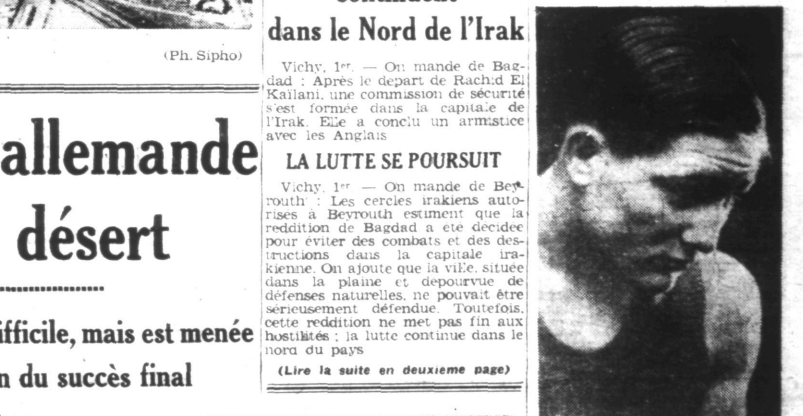 (Ph. Sipho)
allemande
désert
ifficile, mais est menée
n du succès final
dans le Nord de l'Irak
Vichy, 1er. — On mande de Bag-
dad : Après le depart de Rachid El
Kaïlani, une commission de sécurité
s'est formée dans la capitale de
l'Irak. Elle a conclu un armistice
avec les Anglais
LA LUTTE SE POURSUIT
Vichy, 1er — On mande de Bey-
routh : Les cercles irakiens auto-
risés à Beyrouth estiment que la
reddition de Bagdad a ete décidée
pour éviter des combats et des des-
tructions dans la capitale ira-
kienne. On ajoute que la ville, située
dans la plaine et depourvue de
défenses naturelles, ne pouvait être
sérieusement défendue. Toutefois,
cette reddition ne met pas fin aux
hostilités ; la lutte continue dans le
nord du pays
(Lire la suite en deuxieme page)